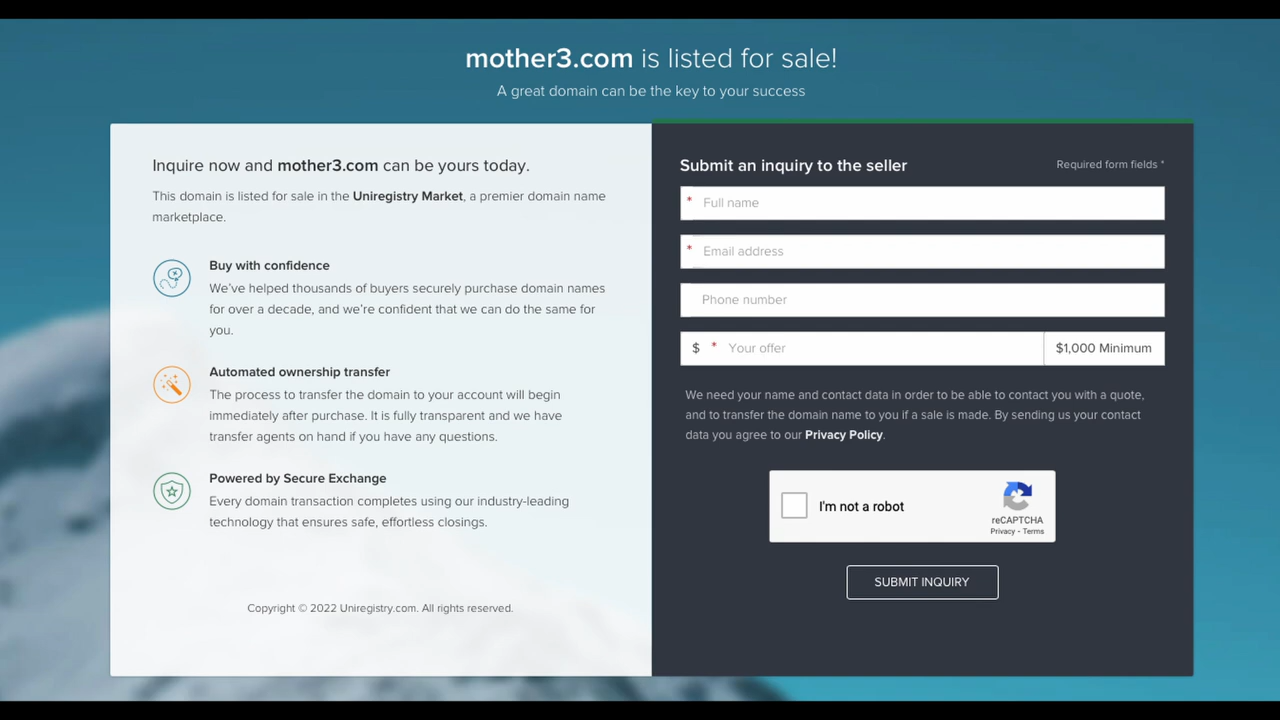 mother3.com is listed for sale!
A great domain can be the key to your success
Inquire now and mother3.com can be yours today.
This domain is listed for sale in the Uniregistry Market, a premier domain name
marketplace.
Buy with confidence
We’ve helped thousands of buyers securely purchase domain names
for over a decade, and we’re confident that we can do the same for
you.
Automated ownership transfer
The process to transfer the domain to your account will begin
immediately after purchase. It is fully transparent and we have
transfer agents on hand if you have any questions.
Powered by Secure Exchange
Every domain transaction completes using our industry-leading
technology that ensures safe, effortless closings.
Copyright © 2022 Uniregistry.com. All rights reserved.
Submit an inquiry to the seller
Required form fields *
* Full name
* Email address
Phone number
$ * Your offer
$1,000 Minimum
We need your name and contact data in order to be able to contact you with a quote,
and to transfer the domain name to you if a sale is made. By sending us your contact
data you agree to our Privacy Policy.
I'm not a robot
reCAPTCHA
Privacy - Terms
SUBMIT INQUIRY